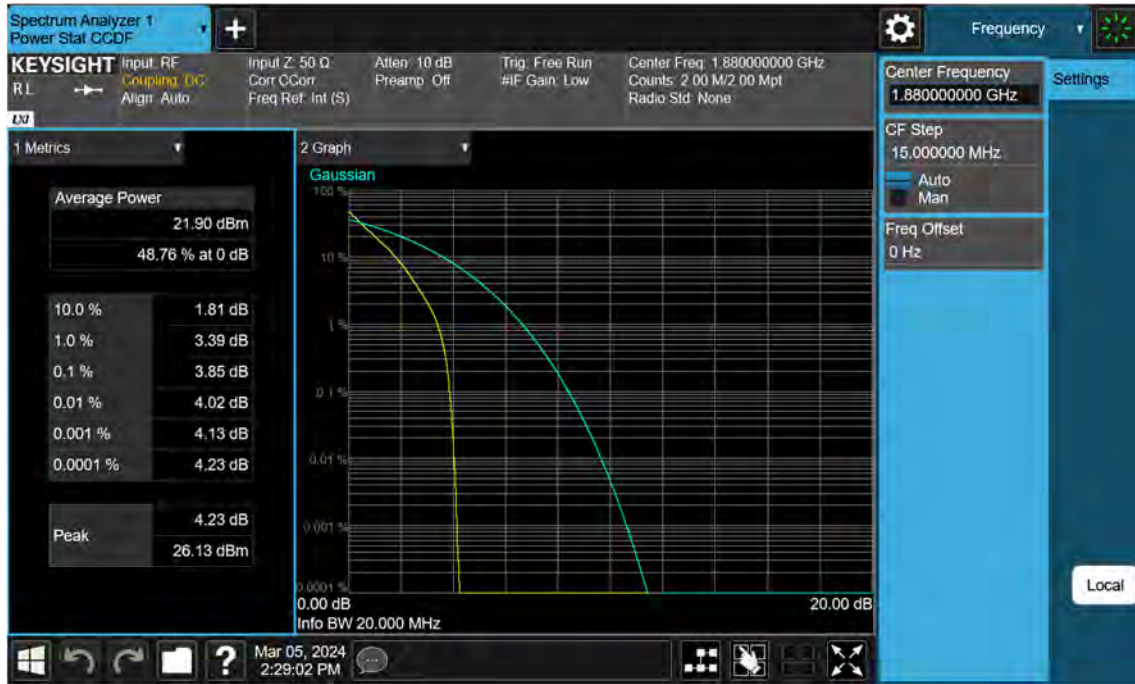 Spectrum Analyzer 1
Power Stat CCDF
Frequency
KEYSIGHT
RL
LXI
Input: RF
Coupling: DC
Align: Auto
Input Z: 50 Ω
Corr CCorr
Freq Ref: Int (S)
Atten: 10 dB
Preamp: Off
Trig: Free Run
#IF Gain: Low
Center Freq: 1.880000000 GHz
Counts: 2.00 M/2.00 Mpt
Radio Std: None
Center Frequency
1.880000000 GHz
Settings
CF Step
15.000000 MHz
Auto
Man
Freq Offset
0 Hz
1 Metrics
Average Power
21.90 dBm
48.76 % at 0 dB
10.0 % 1.81 dB
1.0 % 3.39 dB
0.1 % 3.85 dB
0.01 % 4.02 dB
0.001 % 4.13 dB
0.0001 % 4.23 dB
Peak
4.23 dB
26.13 dBm
2 Graph
Gaussian
100 %
10 %
1 %
0.1 %
0.01 %
0.001 %
0.0001 %
0.00 dB 20.00 dB
Info BW 20.000 MHz
Local
?
Mar 05, 2024
2:29:02 PM